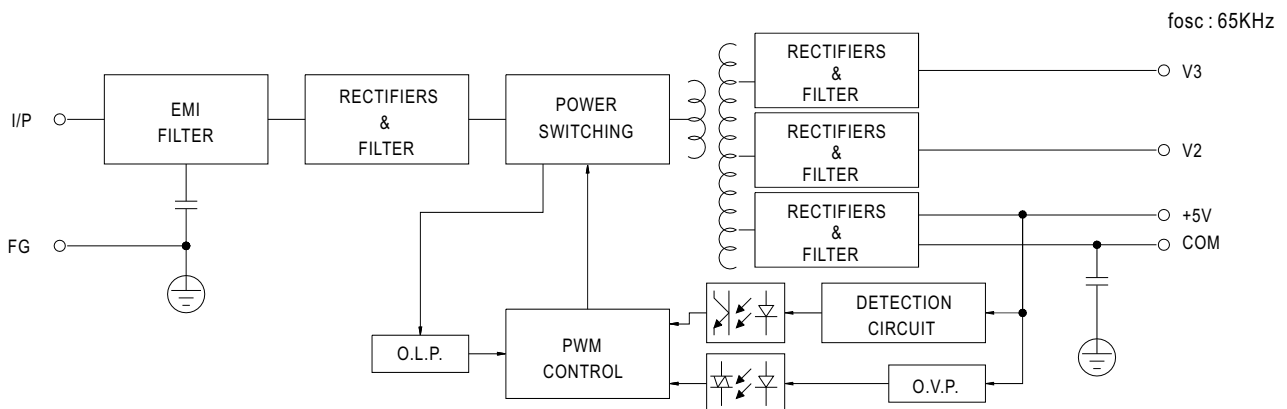 fosc : 65KHz
I/P
EMI
FILTER
RECTIFIERS
&
FILTER
POWER
SWITCHING
RECTIFIERS
&
FILTER
V3
RECTIFIERS
&
FILTER
V2
RECTIFIERS
&
FILTER
+5V
COM
FG
O.L.P.
PWM
CONTROL
DETECTION
CIRCUIT
O.V.P.